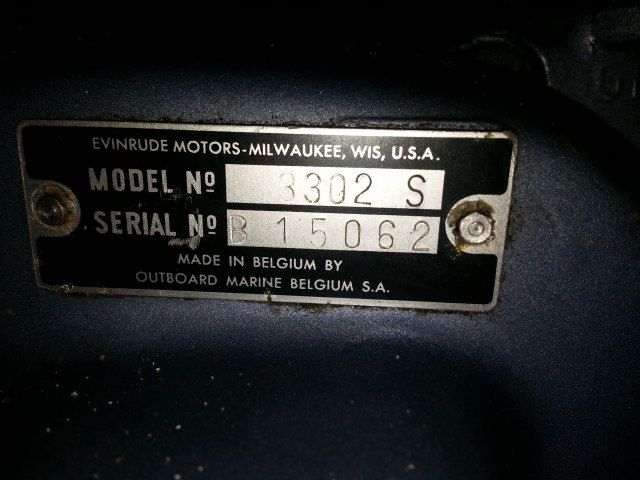 EVINRUDE MOTORS-MILWAUKEE, WIS, U.S.A.
MODEL Nº 3302 S
SERIAL Nº B 15062
MADE IN BELGIUM BY
OUTBOARD MARINE BELGIUM S.A.